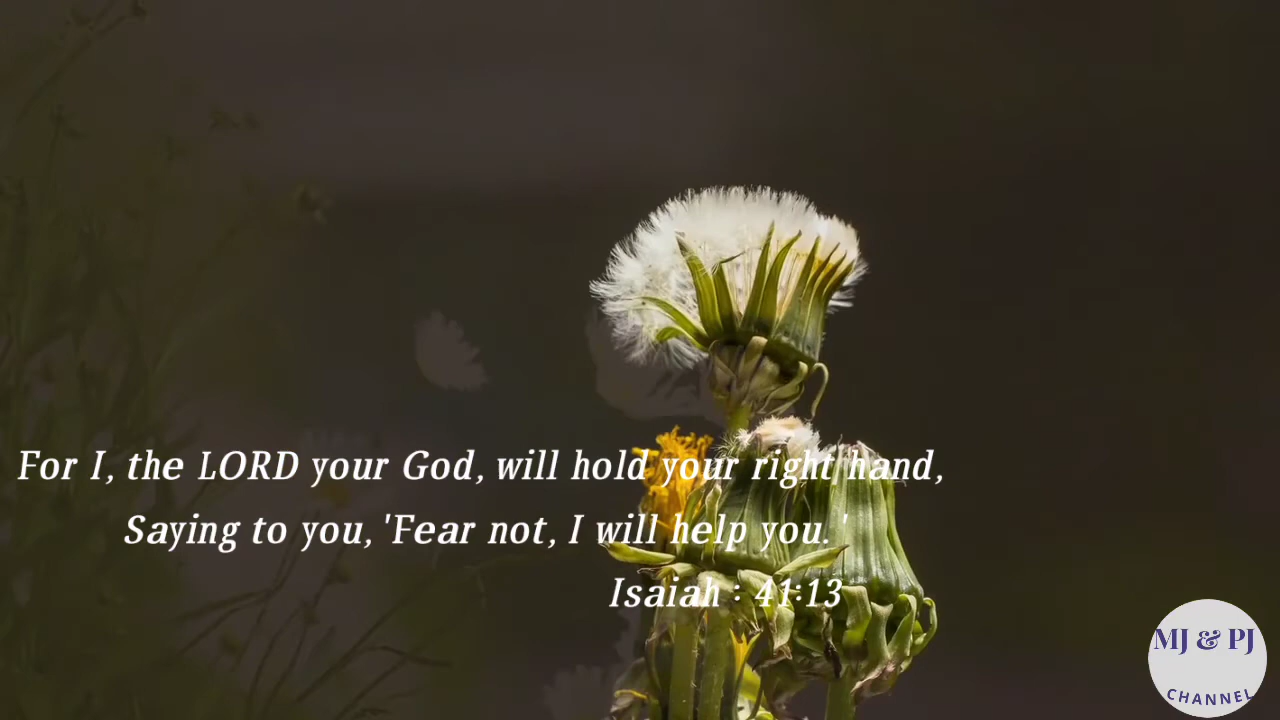 For I, the LORD your God, will hold your right hand,
Saying to you, 'Fear not, I will help you.'
Isaiah : 41:13
MJ & PJ
CHANNEL